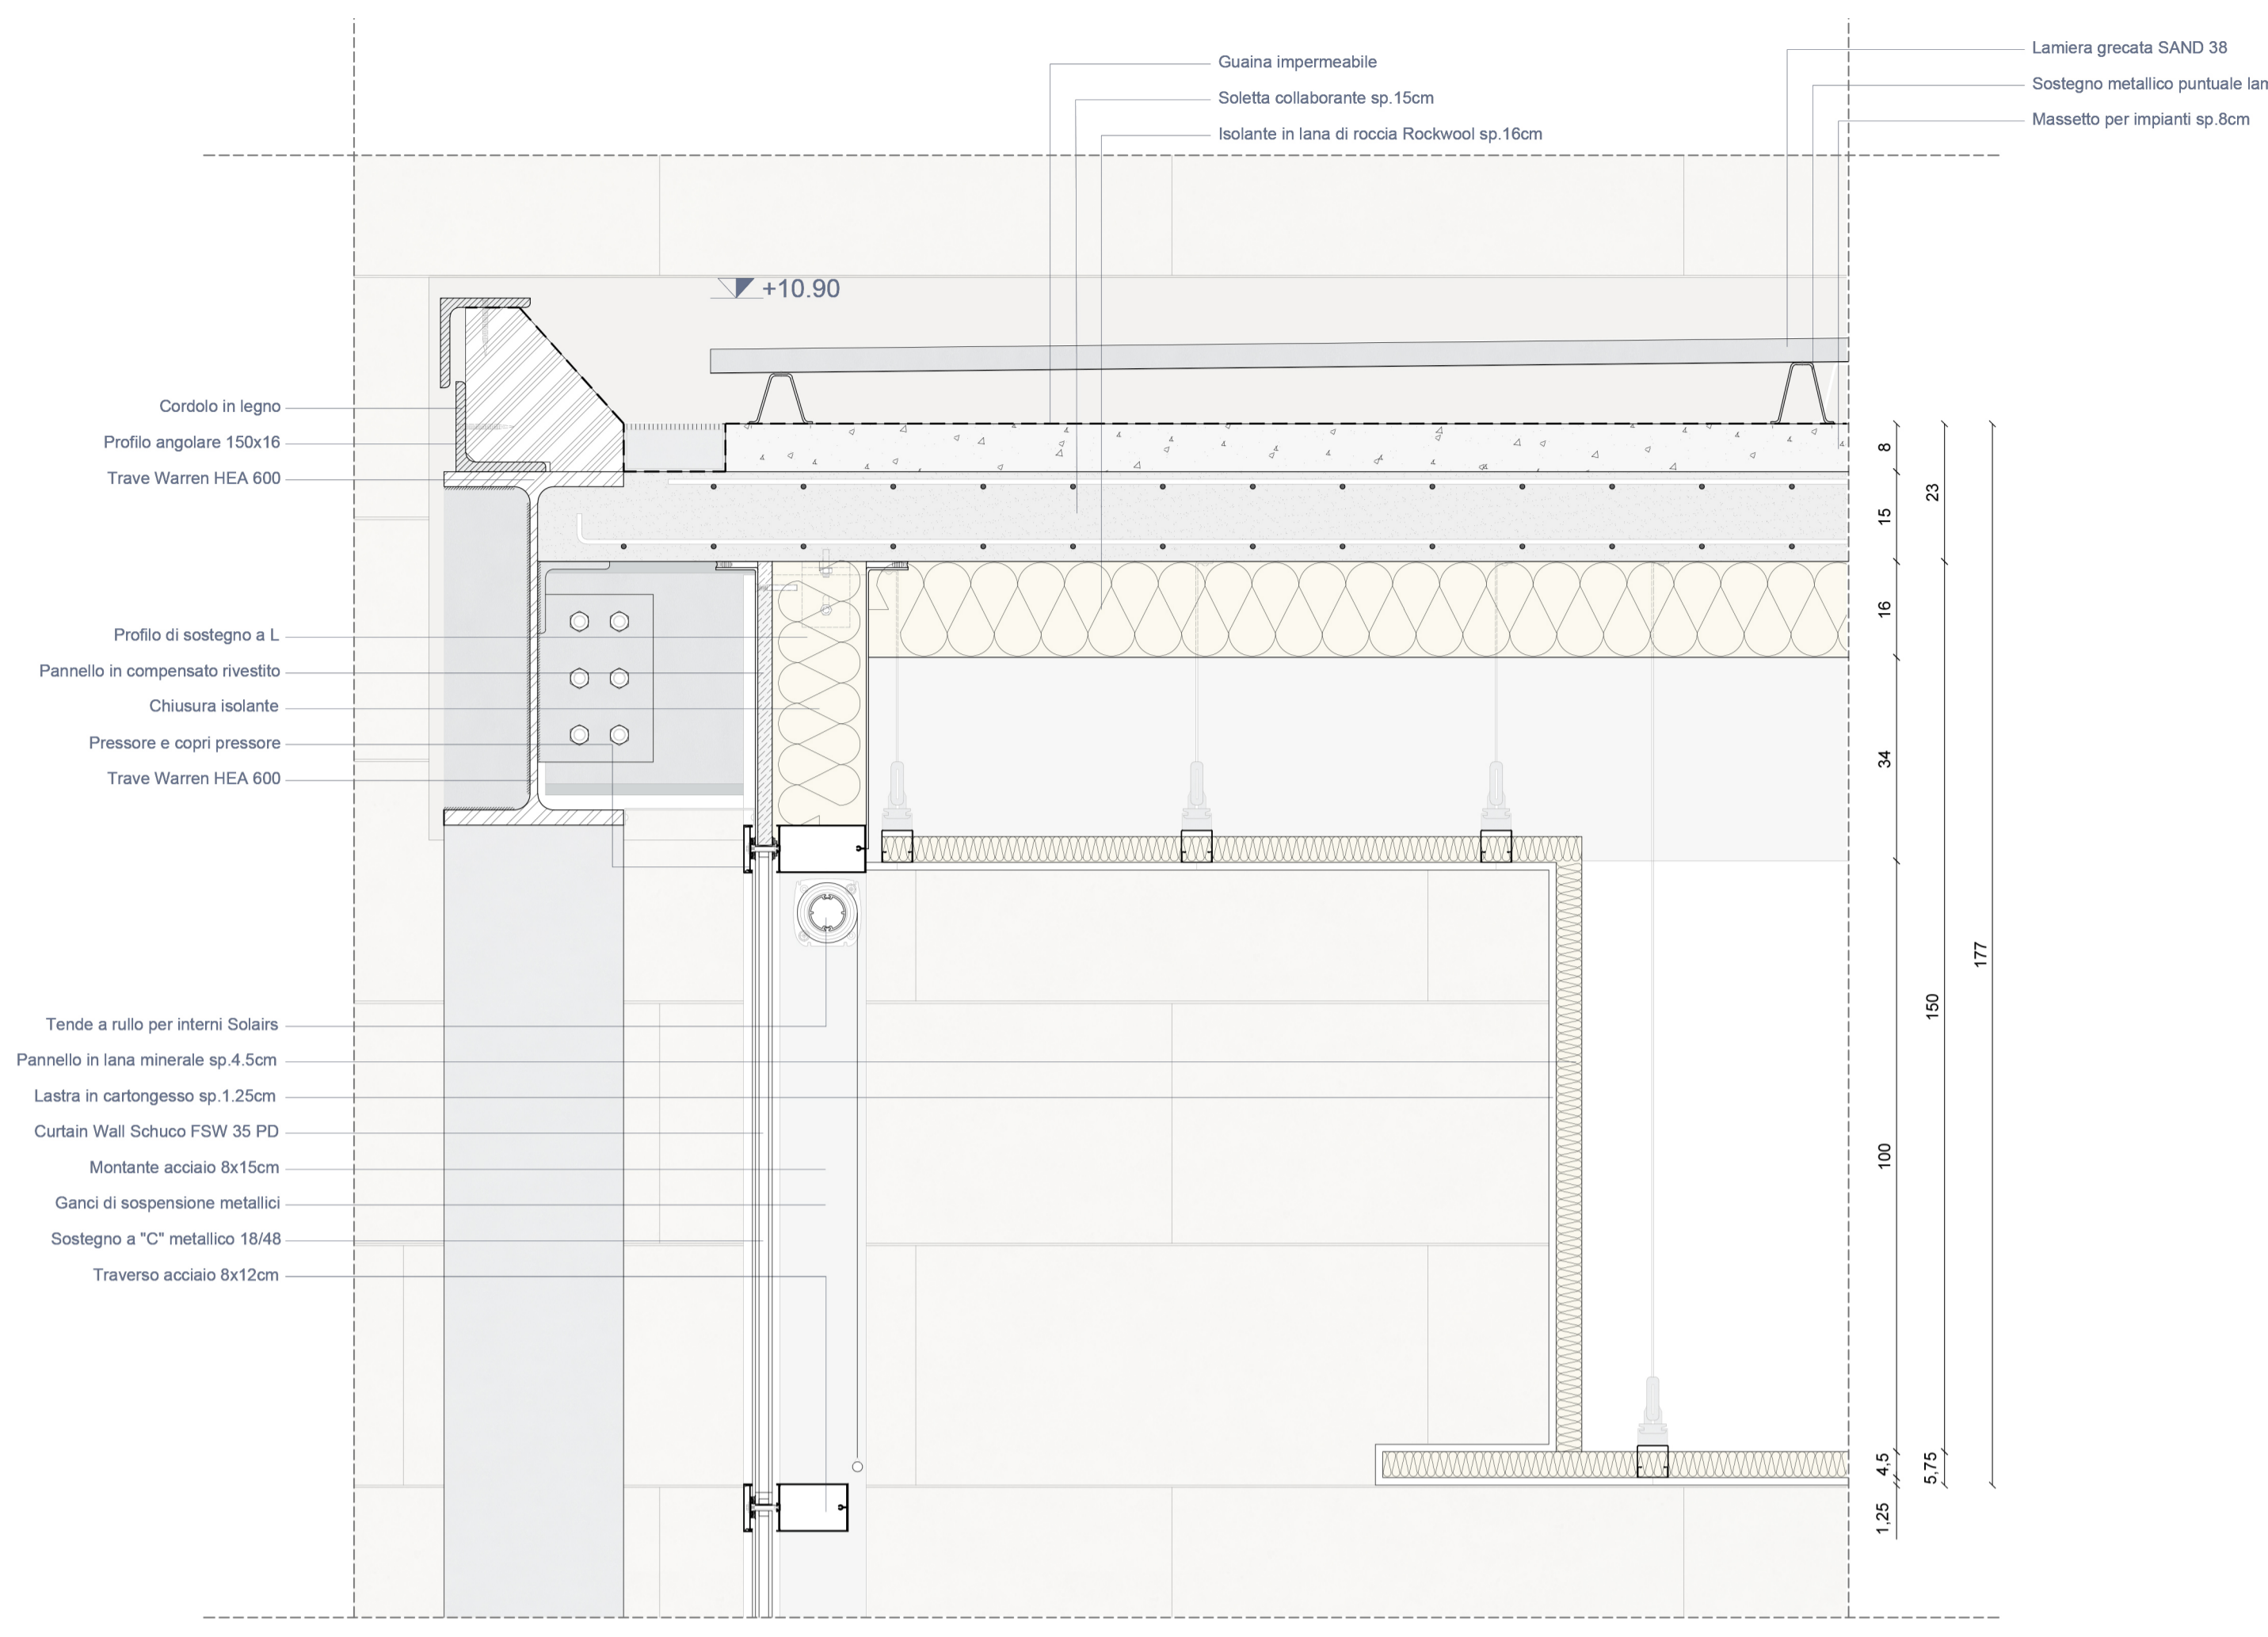 Lamiera grecata SAND 38
Guaina impermeabile
Sostegno metallico puntuale
Soletta collaborante sp.15cm
Massetto per impianti sp.8cm
Isolante in lana di roccia Rockwool sp.16cm
+10.90
Cordolo in legno
Profilo angolare 150x16
Trave Warren HEA 600
8
23
15
16
Profilo di sostegno a L
Pannello in compensato rivestito
Chiusura isolante
Pressore e copri pressore
34
Trave Warren HEA 600
177
150
Tende a rullo per interni Solairs
Pannello in lana minerale sp.4.5cm
Lastra in cartongesso sp.1.25cm
Curtain Wall Schuco FSW 35 PD
100
Montante acciaio 8x15cm
Ganci di sospensione metallici
Sostegno a "C" metallico 18/48
Traverso acciaio 8x12cm
4,5
5,75
1,25